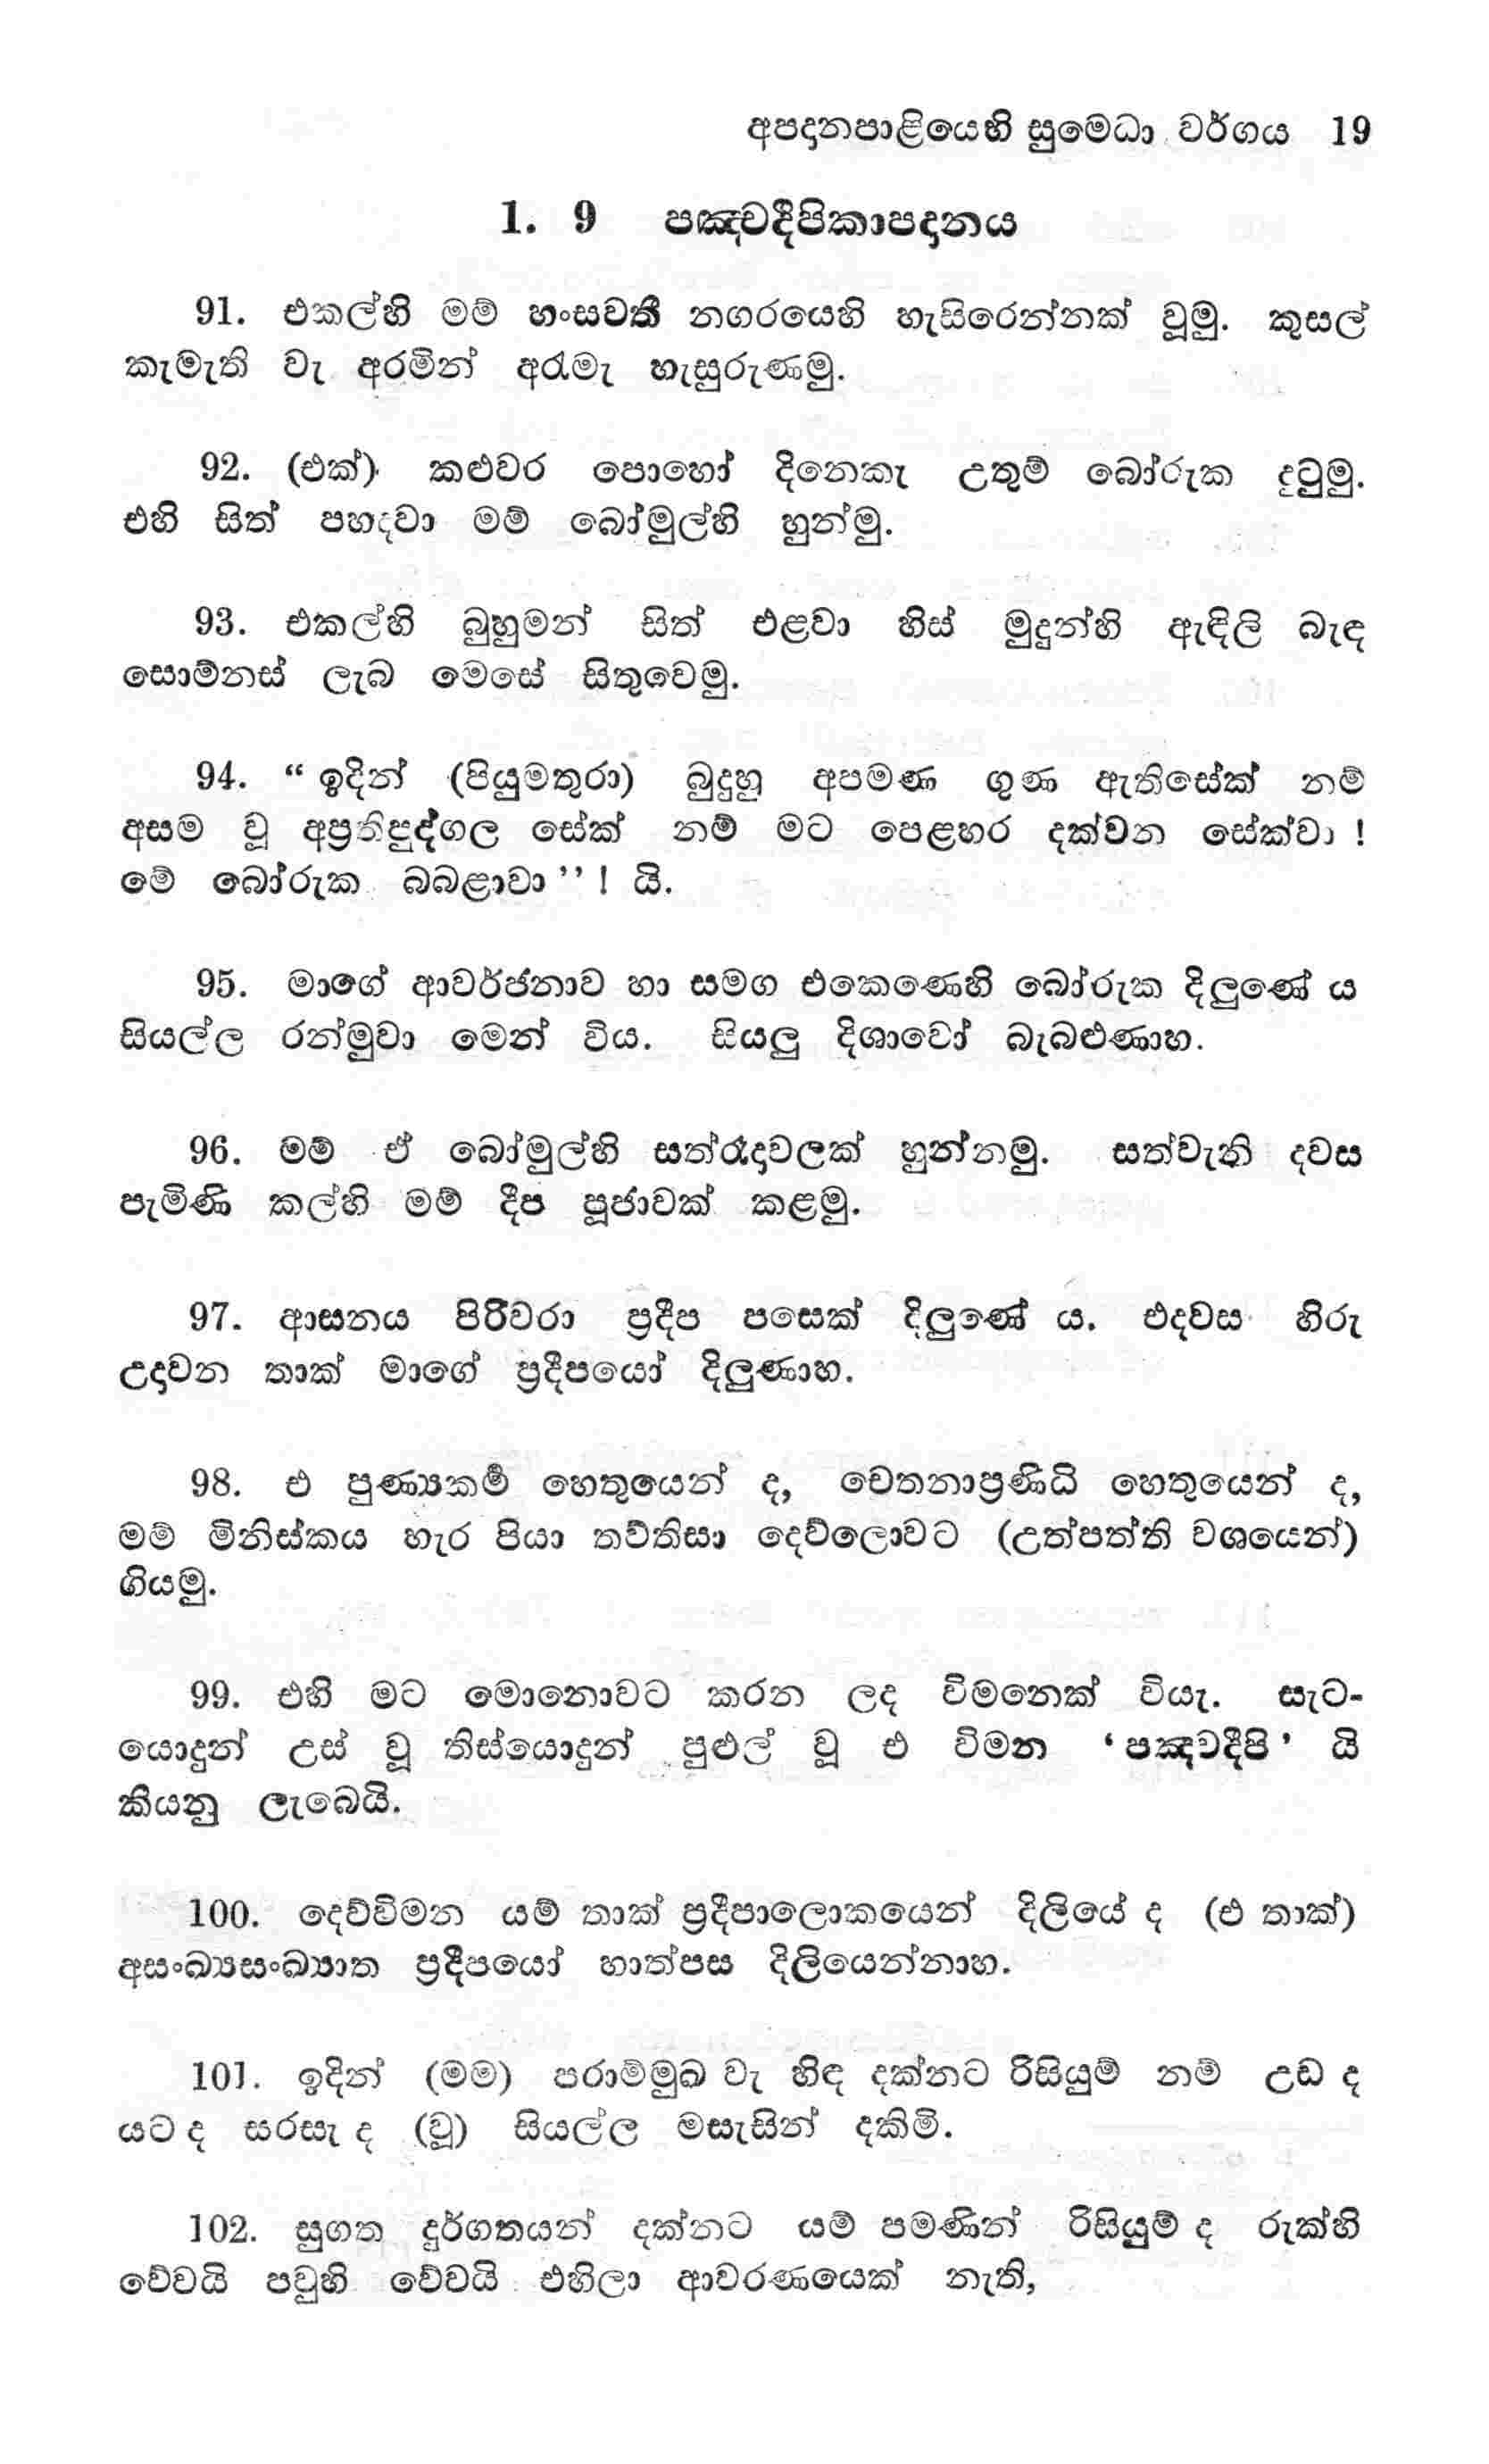 අපදානපාළියෙහි සුමෙධා වර්ගය 19
1. 9 පඤ්චදීපිකාපදානය
91. එකල්හි මම් හංසවතී නගරයෙහි හැසිරෙන්නක් වූමු. කුසල්
කැමැති වැ අරමින් අරැමැ හැසුරුණමු.
92. (එක්) කළුවර පොහෝ දිනෙකැ උතුම් බෝරුක දුටුමු.
එහි සිත් පහදවා මම් බෝමුල්හි හුන්මු.
93. එකල්හි බුහුමන් සිත් එළවා හිස් මුදුන්හි ඇඳිලි බැඳ
සොම්නස් ලැබ මෙසේ සිතුවෙමු.
94. “ ඉදින් (පියුමතුරා) බුදුහු අපමණ ගුණ ඇතිසේක් නම්
අසම වූ අප්‍රතිපුද්ගල සේක් නම් මට පෙළහර දක්වන සේක්වා !
මේ බෝරුක බබළාවා ’’ ! යි.
95. මාගේ ආවර්ජනාව හා සමග එකෙණෙහි බෝරුක දිලුණේ ය
සියල්ල රන්මුවා මෙන් විය. සියලු දිශාවෝ බැබළුණාහ.
96. මම් ඒ බෝමුල්හි සත්රෑදාවලක් හුන්නමු. සත්වැනි දවස
පැමිණි කල්හි මම් දීප පූජාවක් කළමු.
97. ආසනය පිරිවරා ප්‍රදීප පසෙක් දිලුණේ ය. එදවස හිරු
උදාවන තාක් මාගේ ප්‍රදීපයෝ දිලුණාහ.
98. එ පුණ්‍යකර්‍ම හෙතුයෙන් ද, චෙතනාප්‍රණිධි හෙතුයෙන් ද,
මම් මිනිස්කය හැර පියා තව්තිසා දෙව්ලොවට (උත්පත්ති වශයෙන්)
ගියමු.
99. එහි මට මොනොවට කරන ලද විමනෙක් වියැ. සැට-
යොදුන් උස් වූ තිස්යොදුන් පුළුල් වූ එ විමන ‘ පඤ්චදීපි ’ යි
කියනු ලැබෙයි.
100. දෙව්විමන යම් තාක් ප්‍රදීපාලොකයෙන් දිලියේ ද (එ තාක්)
අසංඛ්‍යසංඛ්‍යාත ප්‍රදීපයෝ හාත්පස දිලියෙන්නාහ.
101. ඉදින් (මම) පරාම්මුඛ වැ හිඳ දක්නට රිසියුම් නම් උඩ ද
යට ද සරසැ ද (වූ) සියල්ල මසැසින් දකිමි.
102. සුගත දුර්ගතයන් දක්නට යම් පමණින් රිසියුම් ද රුක්හි
වේවයි පවුහි වේවයි එහිලා ආවරණයෙක් නැති,